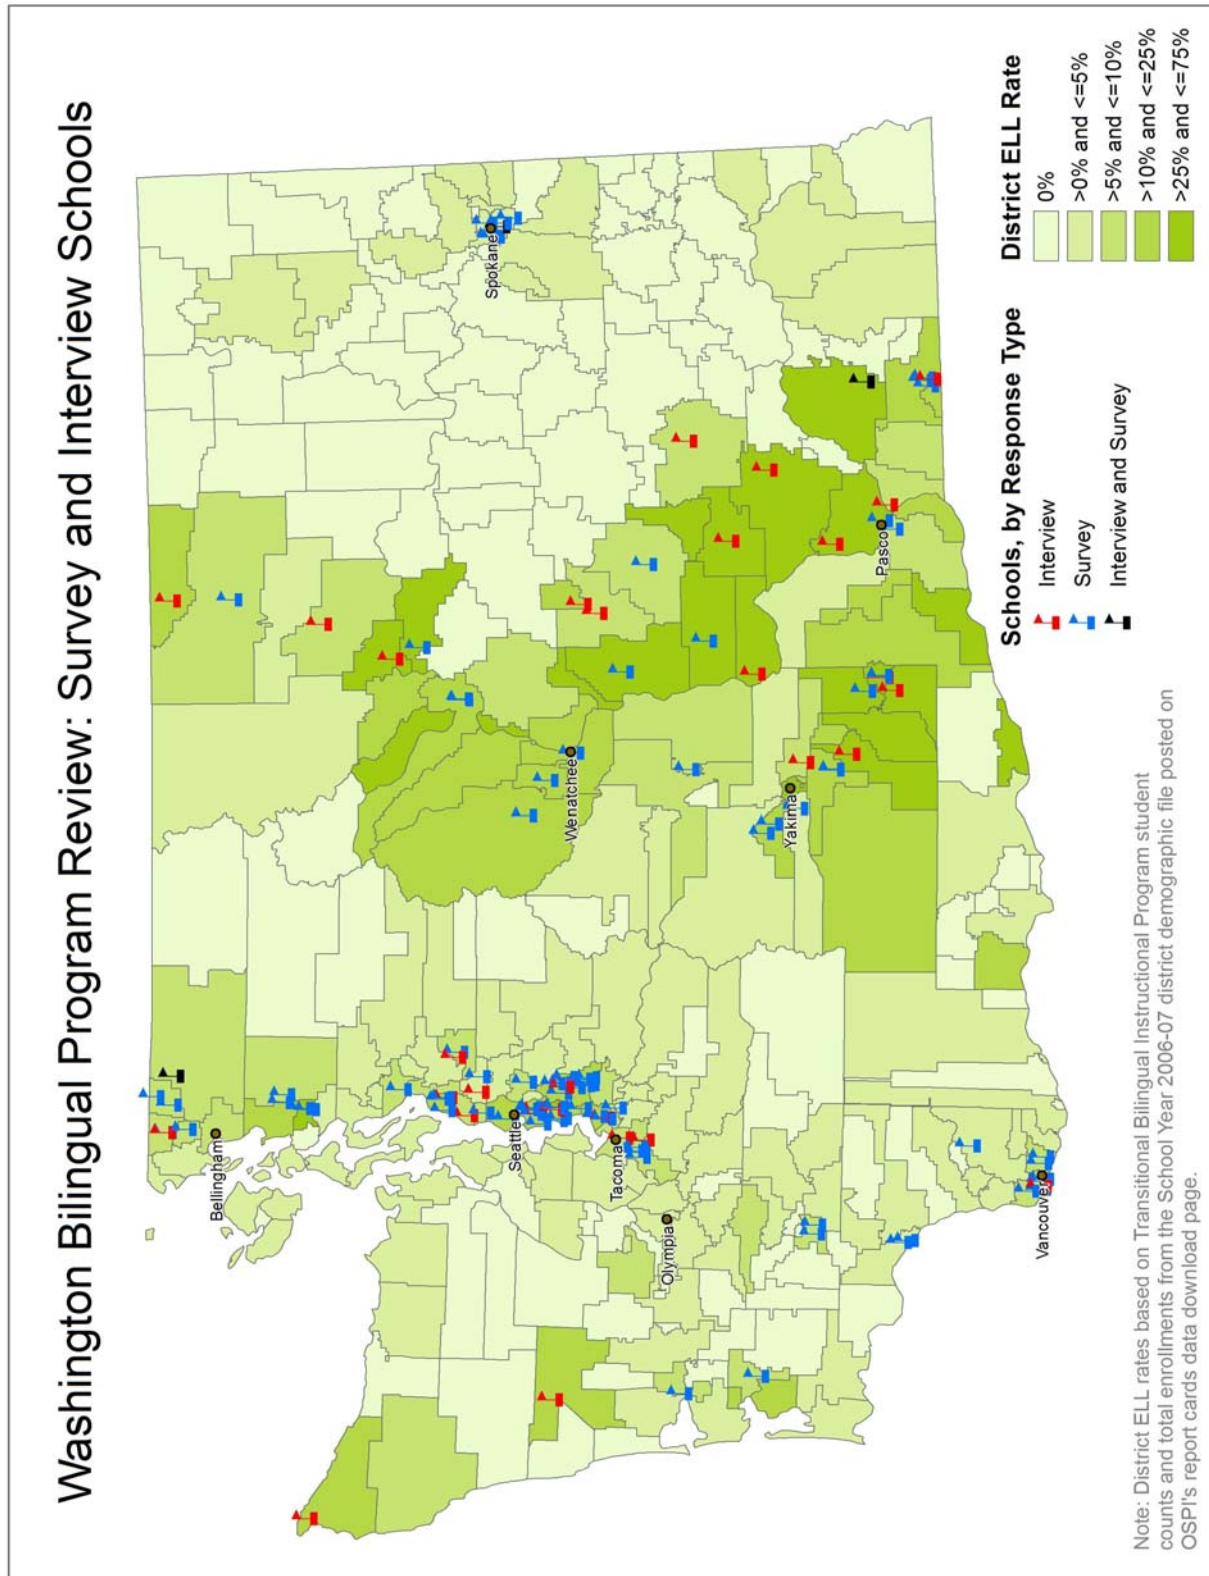 Washington Bilingual Program Review: Survey and Interview Schools
Bellingham
Spokane
Seattle
Wenatchee
Tacoma
Olympia
Yakima
Pasco
Vancouver
Schools, by Response Type
Interview
Survey
Interview and Survey
District ELL Rate
0%
>0% and <=5%
>5% and <=10%
>10% and <=25%
>25% and <=75%
Note: District ELL rates based on Transitional Bilingual Instructional Program student
counts and total enrollments from the School Year 2006-07 district demographic file posted on
OSPI's report cards data download page.